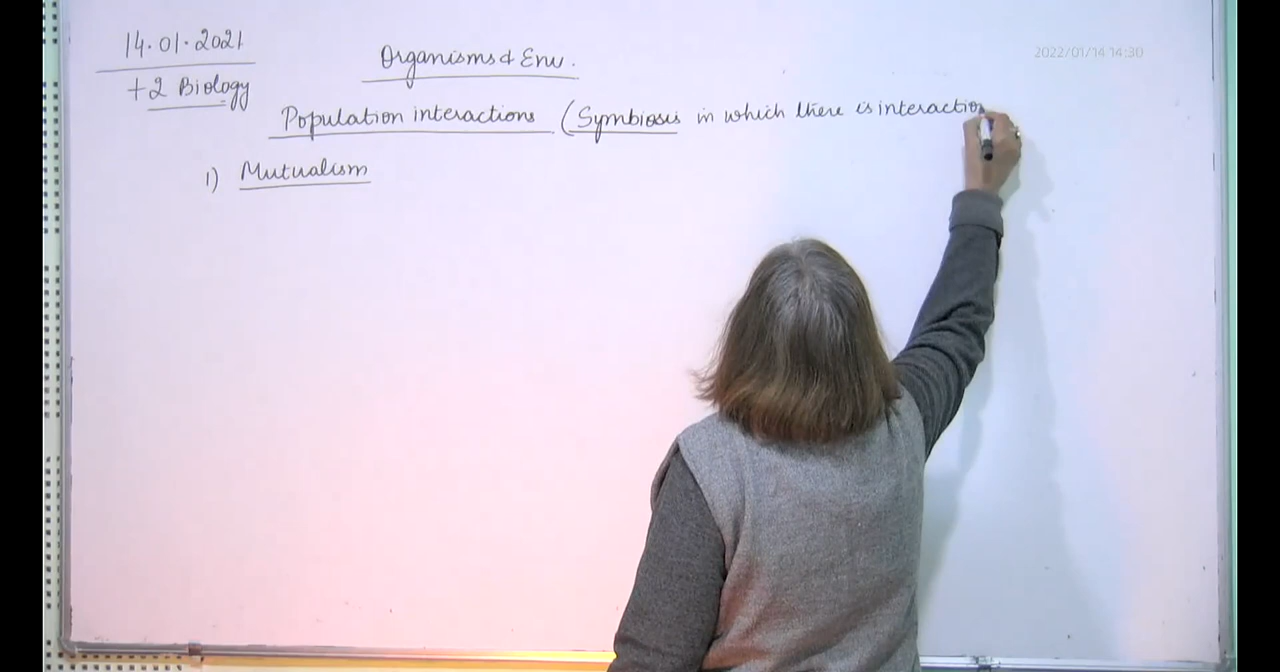 14.01.2021
Organisms & Env.
2022/01/14 14:30
+2 Biology
Population interactions (Symbiosis in which there is interaction
1) Mutualism